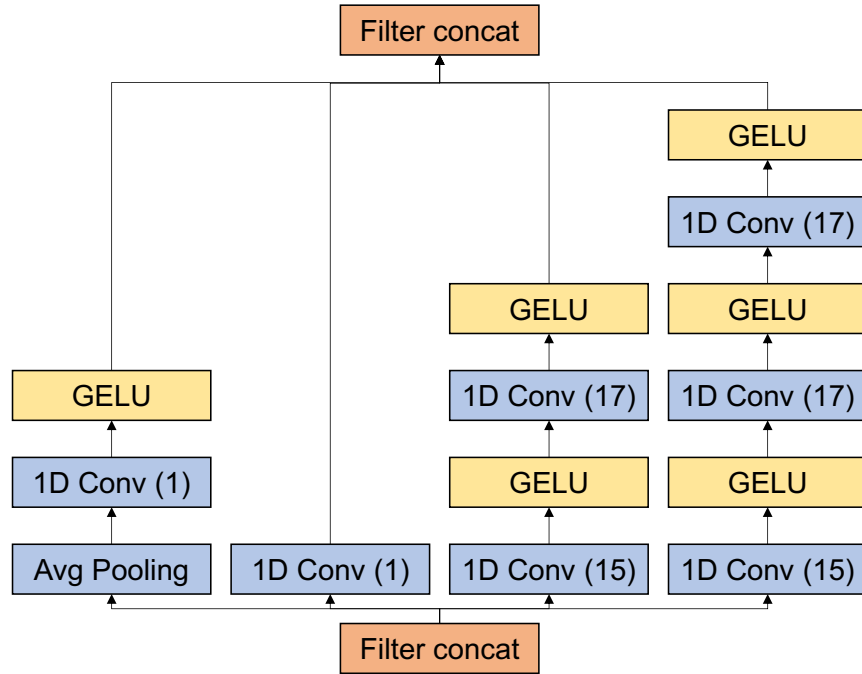 Filter concat
GELU
1D Conv (17)
GELU
GELU
GELU
1D Conv (17)
1D Conv (17)
1D Conv (1)
GELU
GELU
Avg Pooling
1D Conv (1)
1D Conv (15)
1D Conv (15)
Filter concat